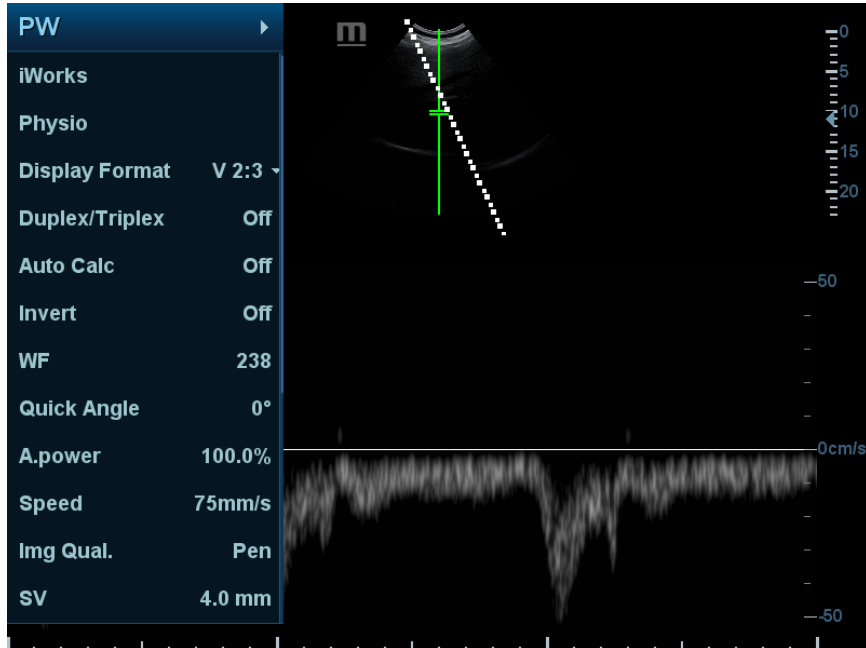 PW
m
iWorks
Physio
Display Format V 2:3
Duplex/Triplex Off
Auto Calc Off
Invert Off
WF 238
Quick Angle 0°
A.power 100.0%
Speed 75mm/s
Img Qual. Pen
SV 4.0 mm
0
5
10
15
20
50
0cm/s
-50